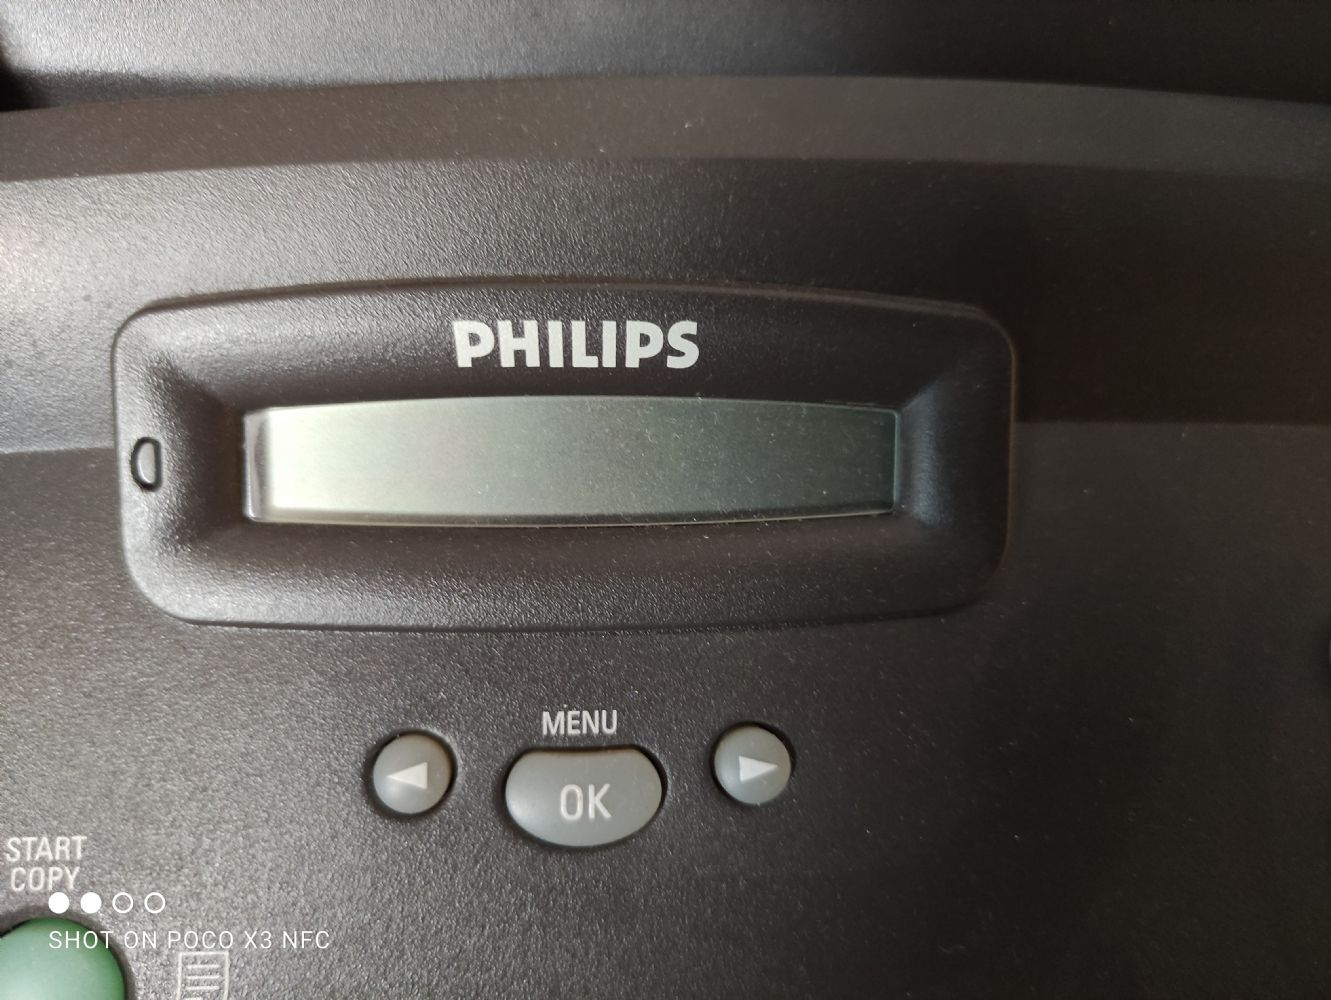 PHILIPS
MENU
OK
START
COPY
SHOT ON POCO X3 NFC